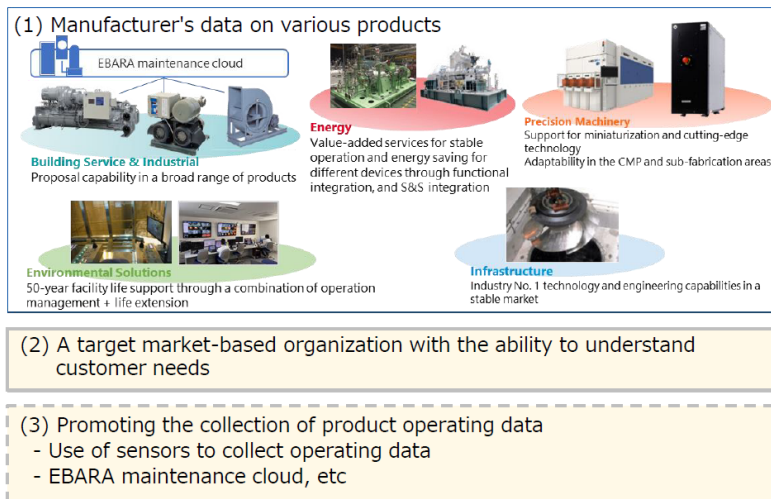 (1) Manufacturer's data on various products
EBARA maintenance cloud
Building Service & Industrial
Proposal capability in a broad range of products
Energy
Value-added services for stable
operation and energy saving for
different devices through functional
integration, and S&S integration
Precision Machinery
Support for miniaturization and cutting-edge
technology
Adaptability in the CMP and sub-fabrication areas
Environmental Solutions
50-year facility life support through a combination of operation
management + life extension
Infrastructure
Industry No. 1 technology and engineering capabilities in a
stable market
(2) A target market-based organization with the ability to understand
customer needs
(3) Promoting the collection of product operating data
- Use of sensors to collect operating data
- EBARA maintenance cloud, etc